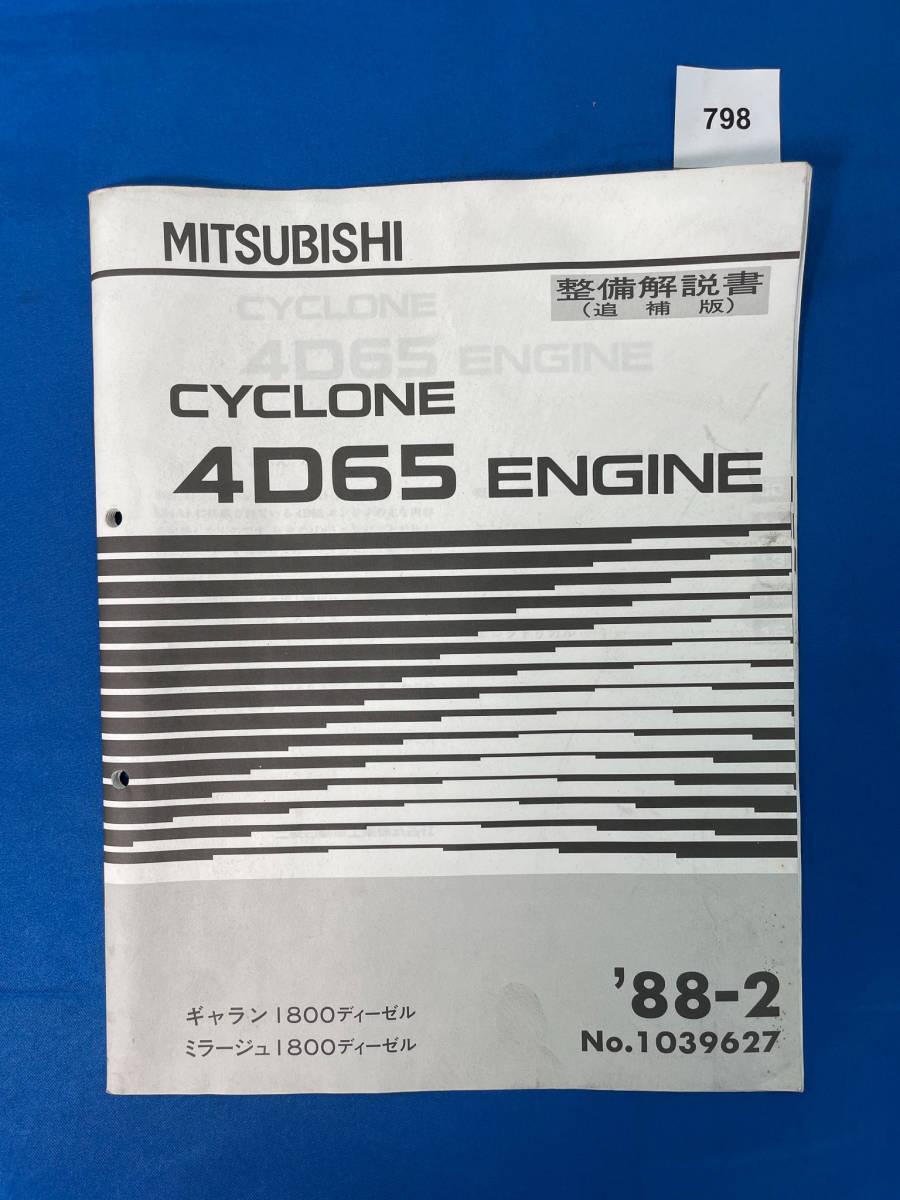 798
MITSUBISHI
整備解説書
(追補版)
CYCLONE
4D65 ENGINE
CYCLONE
4D65 ENGINE
'88-2
ギャラン1800ディーゼル
ミラージュ1800ディーゼル
No.1039627